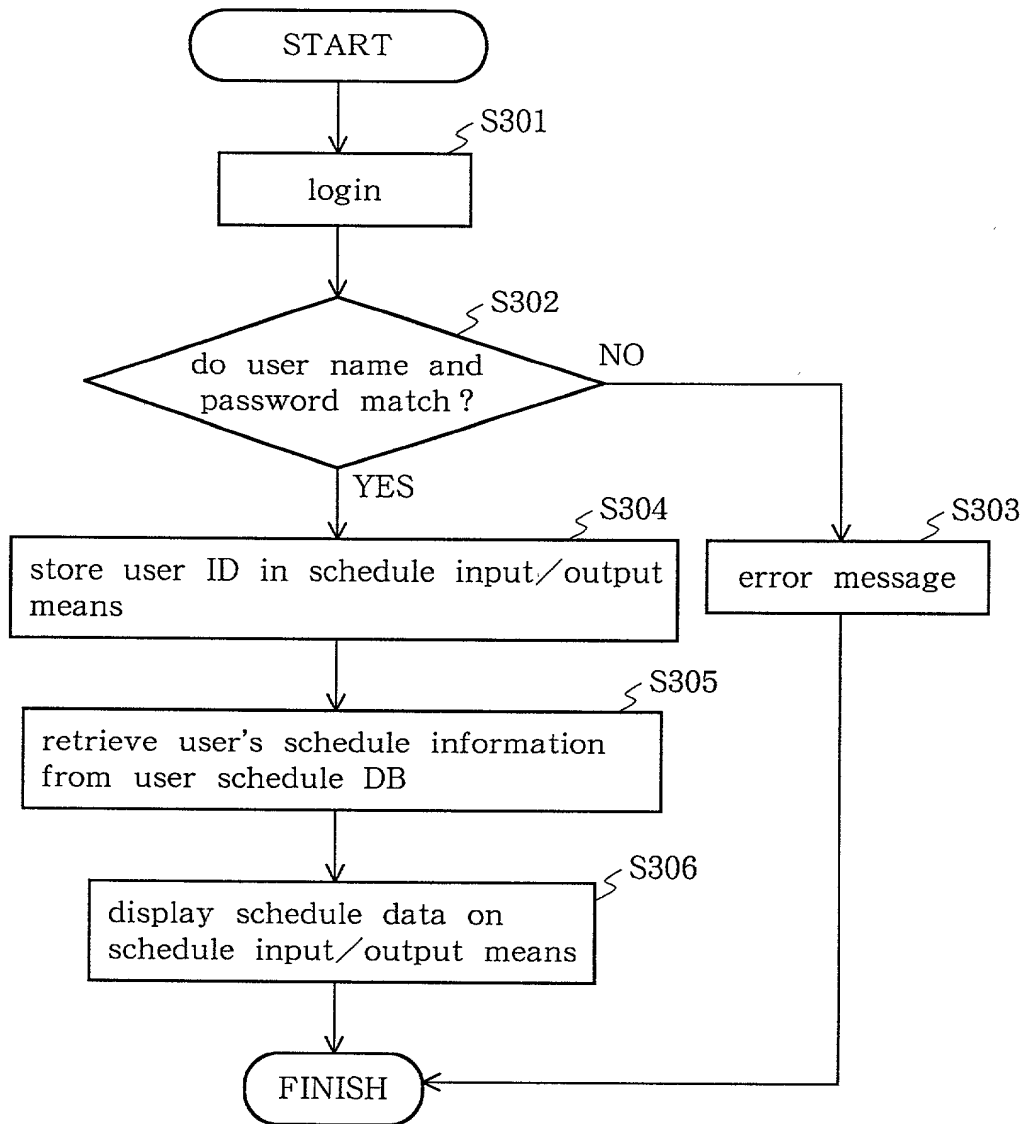 START
S301
login
S302
do user name and
password match?
NO
YES
S304
store user ID in schedule input/output
means
S303
error message
S305
retrieve user's schedule information
from user schedule DB
S306
display schedule data on
schedule input/output means
FINISH